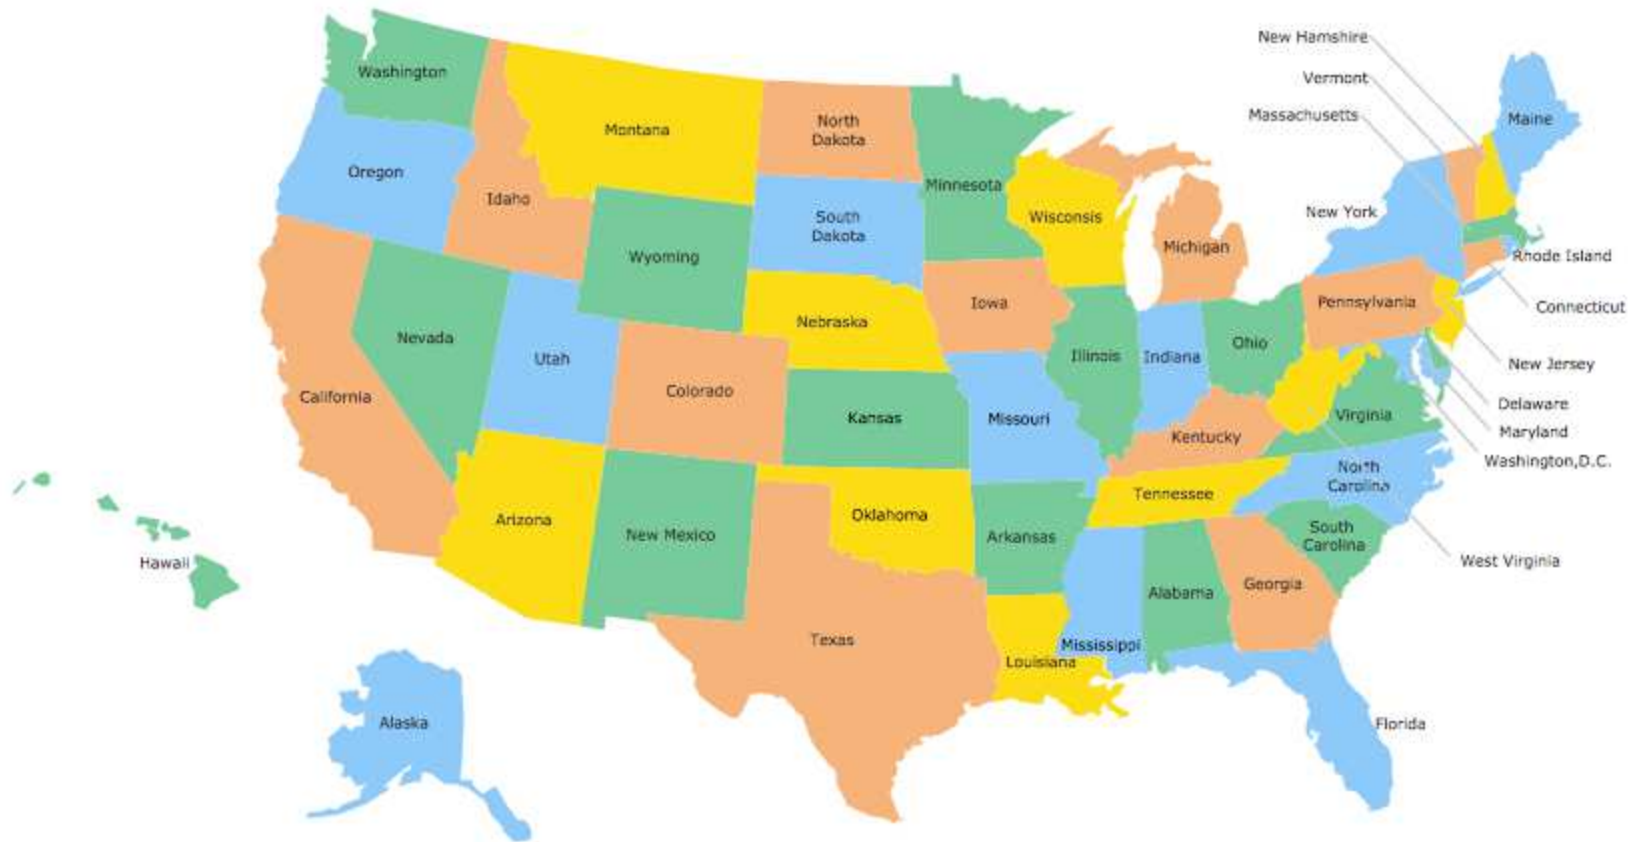 New Hamshire
Washington
Vermont
Massachusetts
Maine
Montana
North
Dakota
Oregon
Minnesota
Idaho
South
Dakota
Wisconsin
New York
Wyoming
Michigan
Rhode Island
Iowa
Pennsylvania
Connecticut
Nebraska
Nevada
Ohio
Utah
Illinois
Indiana
New Jersey
California
Colorado
Delaware
Kansas
Missouri
Virginia
Maryland
Kentucky
Washington,D.C.
North
Carolina
Tennessee
Arizona
Oklahoma
New Mexico
Arkansas
South
Carolina
Hawaii
West Virginia
Alabama
Georgia
Texas
Mississippi
Louisiana
Alaska
Florida